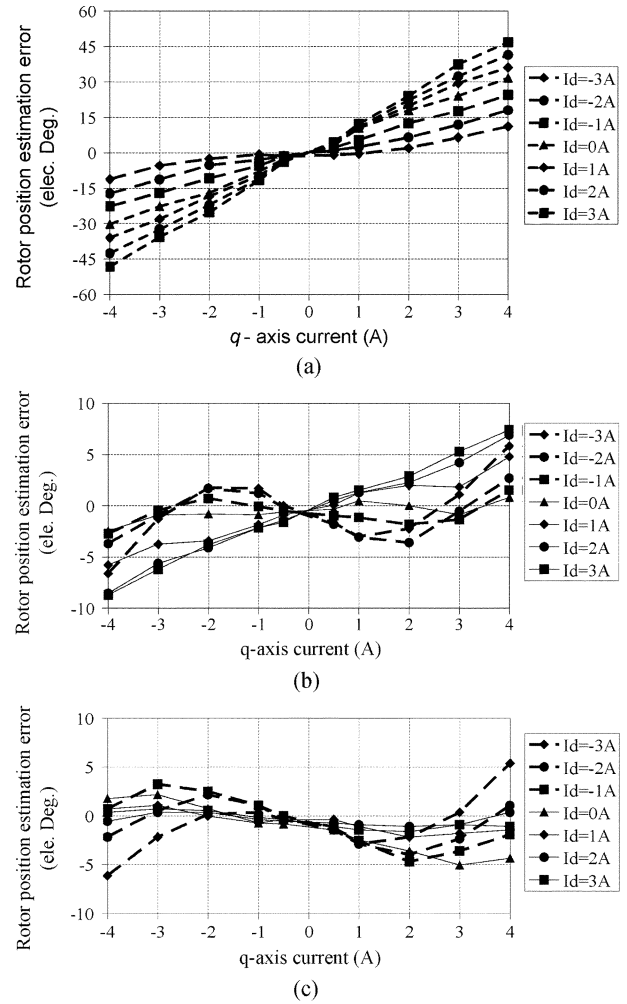 Rotor position estimation error
(elec. Deg.)
60
45
30
15
0
-15
-30
-45
-60
-4 -3 -2 -1 0 1 2 3 4
q - axis current (A)
Id=-3A
Id=-2A
Id=-1A
Id=0A
Id=1A
Id=2A
Id=3A
(a)
Rotor position estimation error
(ele. Deg.)
10
5
0
-5
-10
-4 -3 -2 -1 0 1 2 3 4
q-axis current (A)
Id=-3A
Id=-2A
Id=-1A
Id=0A
Id=1A
Id=2A
Id=3A
(b)
Rotor position estimation error
(ele. Deg.)
10
5
0
-5
-10
-4 -3 -2 -1 0 1 2 3 4
q-axis current (A)
Id=-3A
Id=-2A
Id=-1A
Id=0A
Id=1A
Id=2A
Id=3A
(c)